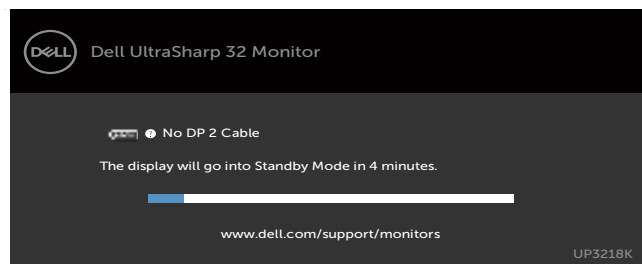 DELL
Dell UltraSharp 32 Monitor
? No DP 2 Cable
The display will go into Standby Mode in 4 minutes.
www.dell.com/support/monitors
UP3218K